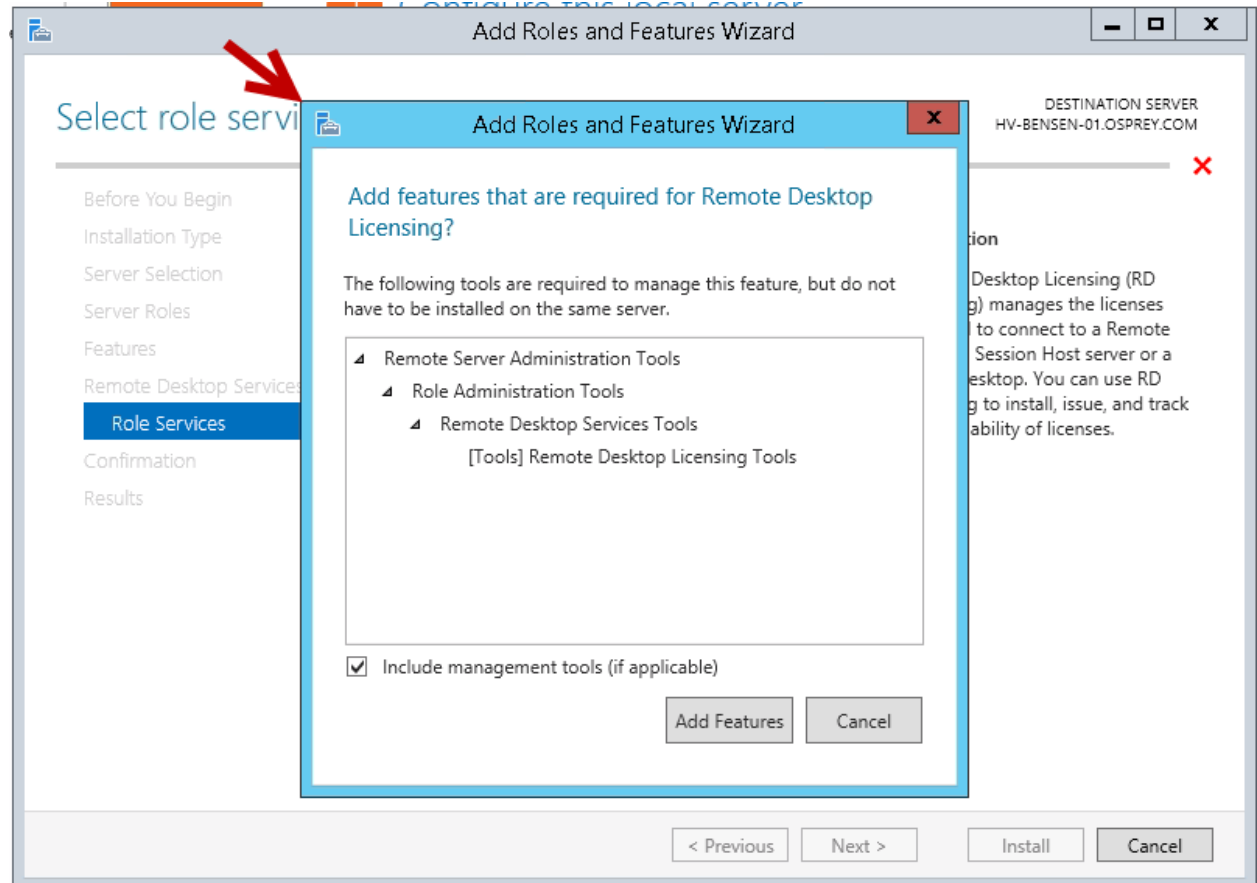 Configure this local server
Add Roles and Features Wizard
Select role servi
DESTINATION SERVER
HV-BENSEN-01.OSPREY.COM
Before You Begin
Installation Type
Server Selection
Server Roles
Features
Remote Desktop Services
Role Services
Confirmation
Results
Add Roles and Features Wizard
Add features that are required for Remote Desktop
Licensing?
The following tools are required to manage this feature, but do not
have to be installed on the same server.
Remote Server Administration Tools
Role Administration Tools
Remote Desktop Services Tools
[Tools] Remote Desktop Licensing Tools
Include management tools (if applicable)
Add Features
Cancel
tion
Desktop Licensing (RD
g) manages the licenses
to connect to a Remote
Session Host server or a
esktop. You can use RD
g to install, issue, and track
ability of licenses.
< Previous
Next >
Install
Cancel